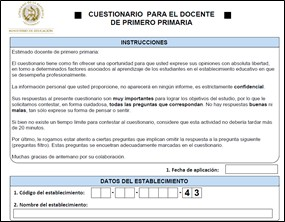 CUESTIONARIO PARA EL DOCENTE
DE PRIMERO PRIMARIA
MINISTERIO DE EDUCACIÓN
INSTRUCCIONES
Estimado docente de primero primaria:
El cuestionario tiene como fin ofrecer una oportunidad para que usted exprese sus opiniones con absoluta libertad,
en torno a determinados factores asociados al aprendizaje de los estudiantes en el establecimiento educativo en que
se desempeña profesionalmente.
La información personal que usted proporcione, no aparecerá en ningún informe, es estrictamente confidencial.
Sus respuestas al presente cuestionario son muy importantes para lograr los objetivos del estudio, por lo que le
solicitamos contestar, en forma cuidadosa, todas las preguntas que correspondan. No hay respuestas buenas ni
malas, tan sólo exprese su forma de pensar o de sentir.
Si bien no existe un tiempo límite para contestar al cuestionario, considere que esta actividad no debería tardar más
de 20 minutos.
Por último, le rogamos estar atento a ciertas preguntas que implican omitir la respuesta a la pregunta siguiente
(preguntas filtro). Estas preguntas se encuentran adecuadamente marcadas en el cuestionario.
Muchas gracias de antemano por su colaboración.
1. Fecha de aplicación:
DATOS DEL ESTABLECIMIENTO
1. Código del establecimiento: - - - 4 3
2. Nombre del establecimiento: